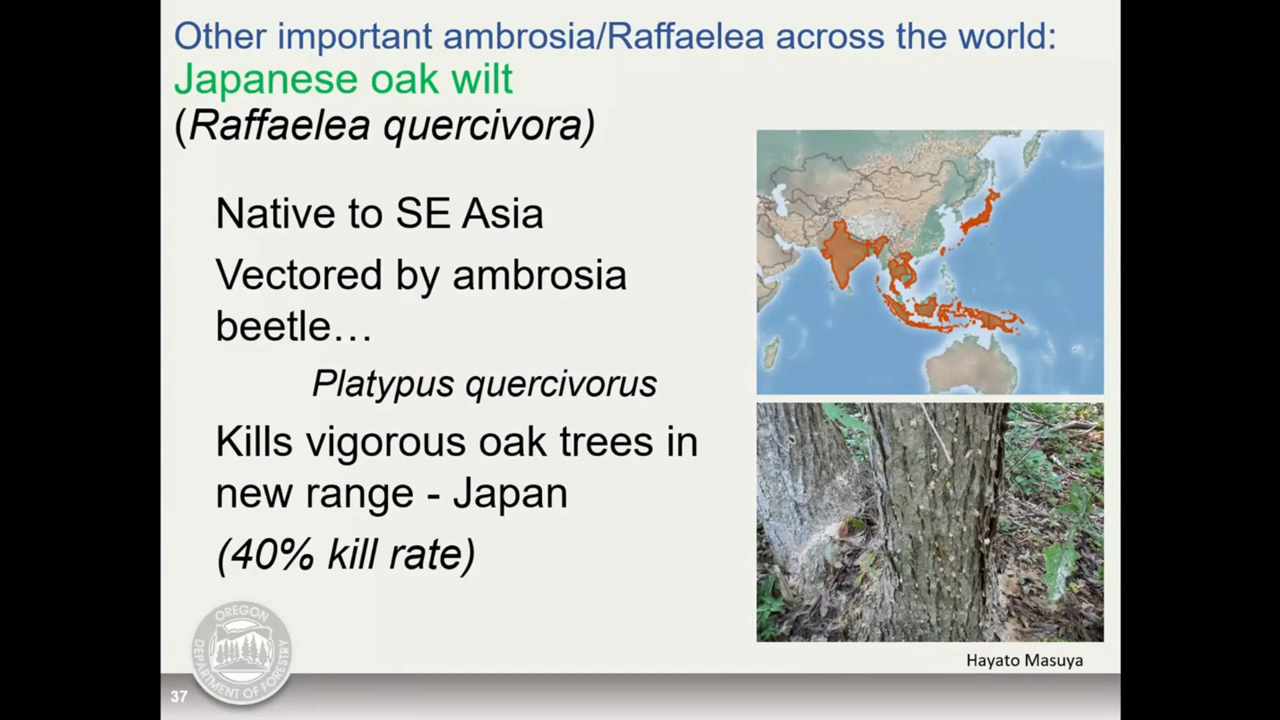 Other important ambrosia/Raffaelea across the world:
Japanese oak wilt
(Raffaelea quercivora)
Native to SE Asia
Vectored by ambrosia
beetle…
Platypus quercivorus
Kills vigorous oak trees in
new range - Japan
(40% kill rate)
Hayato Masuya
OREGON
DEPARTMENT OF FORESTRY
37